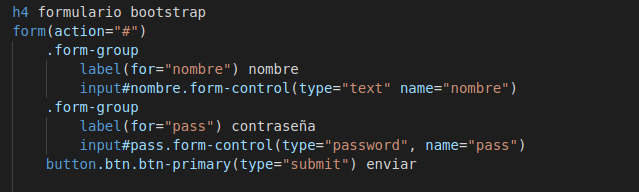 h4 formulario bootstrap
form(action="#")
.form-group
label(for="nombre") nombre
input#nombre.form-control(type="text" name="nombre")
.form-group
label(for="pass") contraseña
input#pass.form-control(type="password", name="pass")
button.btn.btn-primary(type="submit") enviar